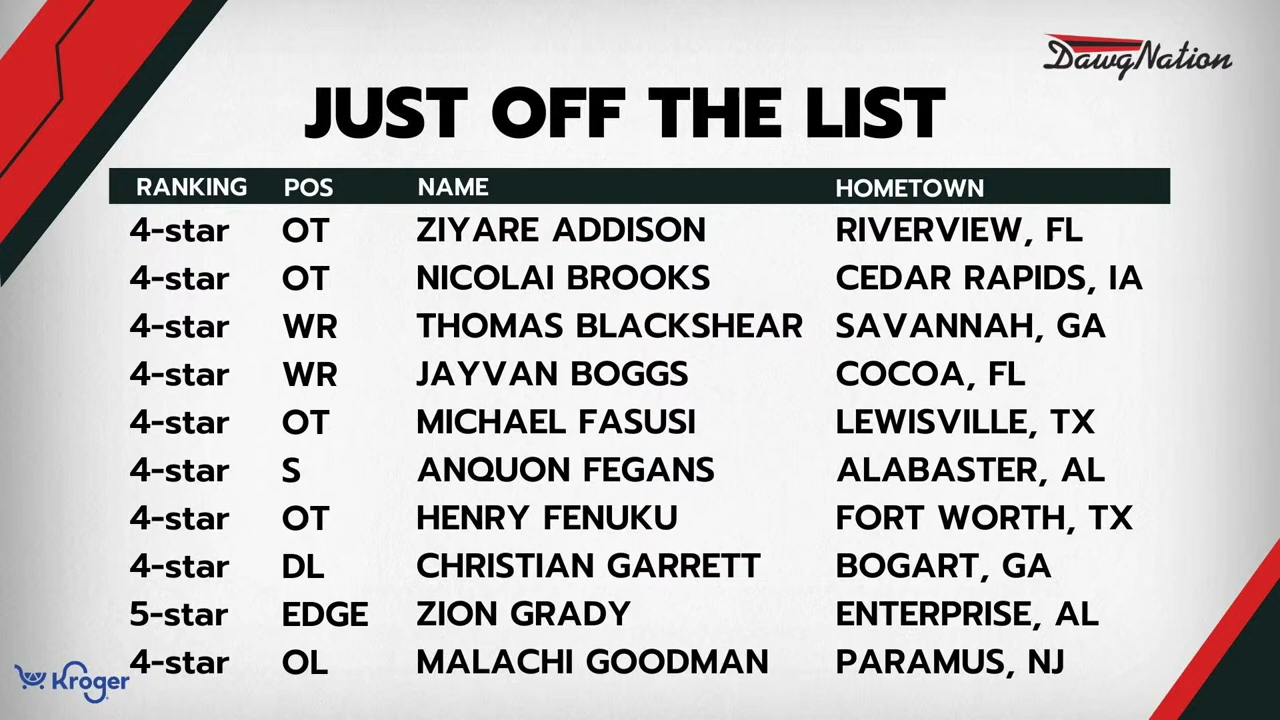 DawgNation
JUST OFF THE LIST
RANKING POS NAME HOMETOWN
4-star OT ZIYARE ADDISON RIVERVIEW, FL
4-star OT NICOLAI BROOKS CEDAR RAPIDS, IA
4-star WR THOMAS BLACKSHEAR SAVANNAH, GA
4-star WR JAYVAN BOGGS COCOA, FL
4-star OT MICHAEL FASUSI LEWISVILLE, TX
4-star S ANQUON FEGANS ALABASTER, AL
4-star OT HENRY FENUKU FORT WORTH, TX
4-star DL CHRISTIAN GARRETT BOGART, GA
5-star EDGE ZION GRADY ENTERPRISE, AL
4-star OL MALACHI GOODMAN PARAMUS, NJ
Kroger